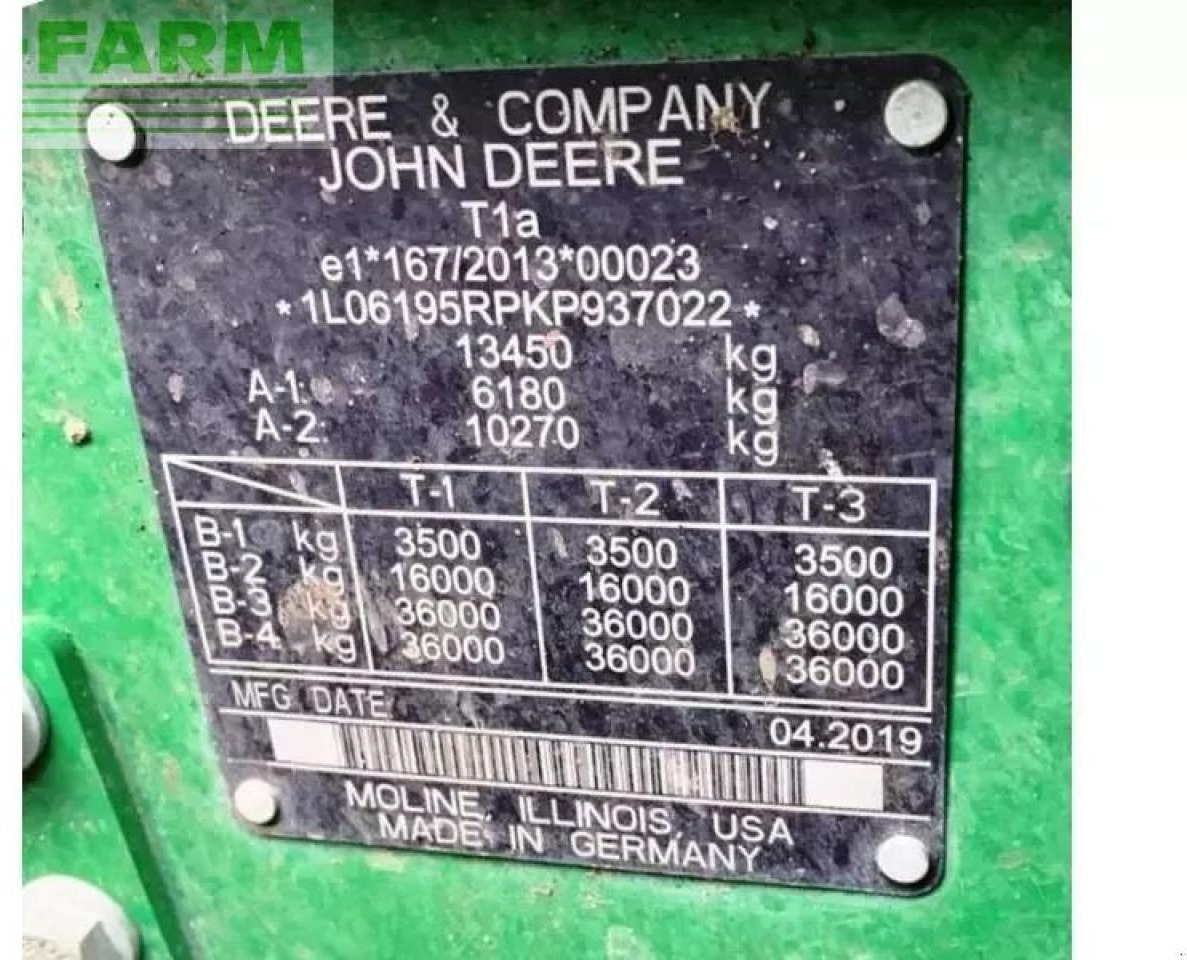 FARM
DEERE & COMPANY
JOHN DEERE
T1a
e1*167/2013*00023
*1L06195RPKP937022*
13450 kg
A-1: 6180 kg
A-2: 10270 kg
T-1 T-2 T-3
B-1 kg 3500 3500 3500
B-2 kg 16000 16000 16000
B-3 kg 36000 36000 36000
B-4 kg 36000 36000 36000
MFG DATE
04.2019
MOLINE, ILLINOIS, USA
MADE IN GERMANY